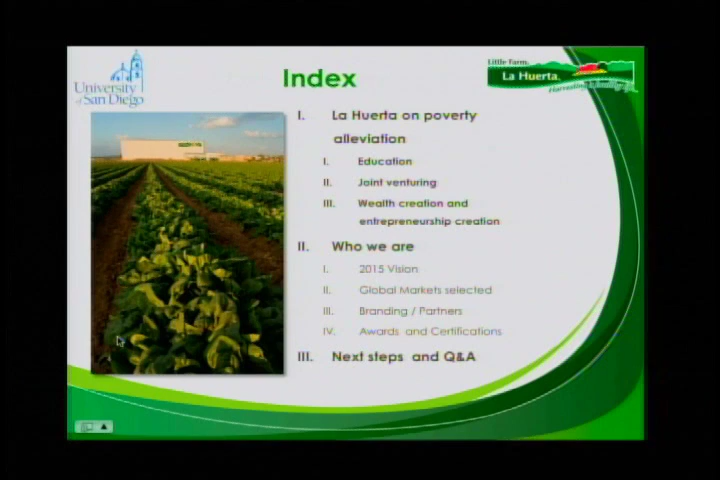 University
of San Diego
Index
Little Farm.
La Huerta.
I. La Huerta on poverty
alleviation
I. Education
II. Joint venturing
III. Wealth creation and
entrepreneurship creation
II. Who we are
I. 2015 Vision
II. Global Markets selected
III. Branding / Partners
IV. Awards and Certifications
III. Next steps and Q&A